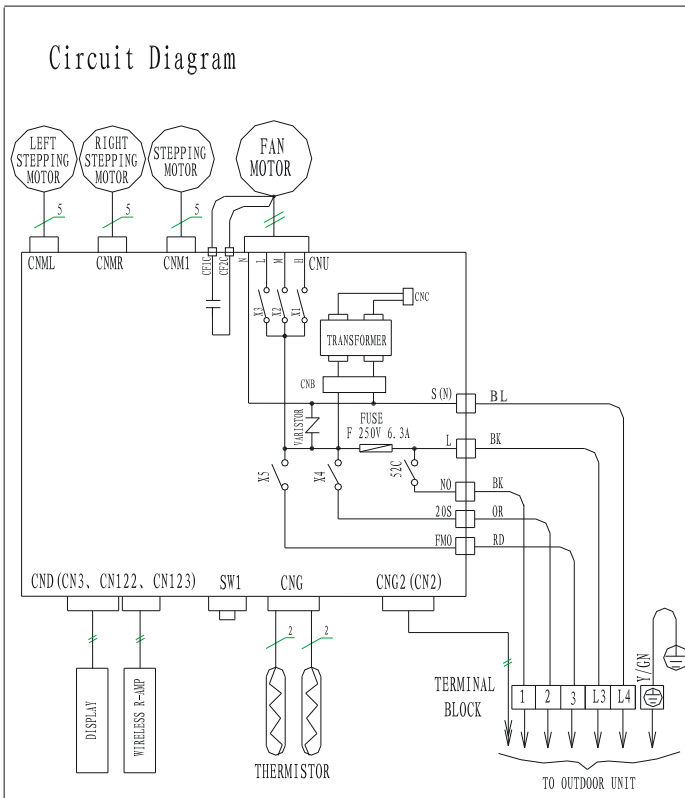 Circuit Diagram
LEFT
STEPPING
MOTOR
RIGHT
STEPPING
MOTOR
STEPPING
MOTOR
FAN
MOTOR
5
5
5
CNML
CNMR
CNM1
CF1C
CF2C
N
L
M
H
CNU
X3
X2
X1
CNC
TRANSFORMER
CNB
S(N)
BL
VARISTOR
FUSE
F 250V 6.3A
L
BK
X5
X4
52C
NO
BK
20S
OR
FMO
RD
CND(CN3、CN122、CN123)
SW1
CNG
CNG2(CN2)
2
2
DISPLAY
WIRELESS R-AMP
THERMISTOR
Y/GN
TERMINAL
BLOCK
1
2
3
L3
L4
TO OUTDOOR UNIT